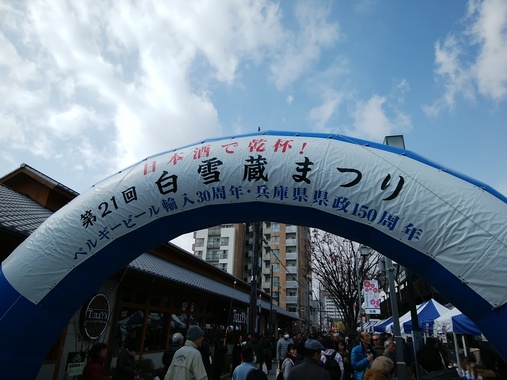 日本酒で乾杯!
第21回 白雪蔵まつり
ベルギービール輸入30周年・兵庫県県政150周年
TULLY'S